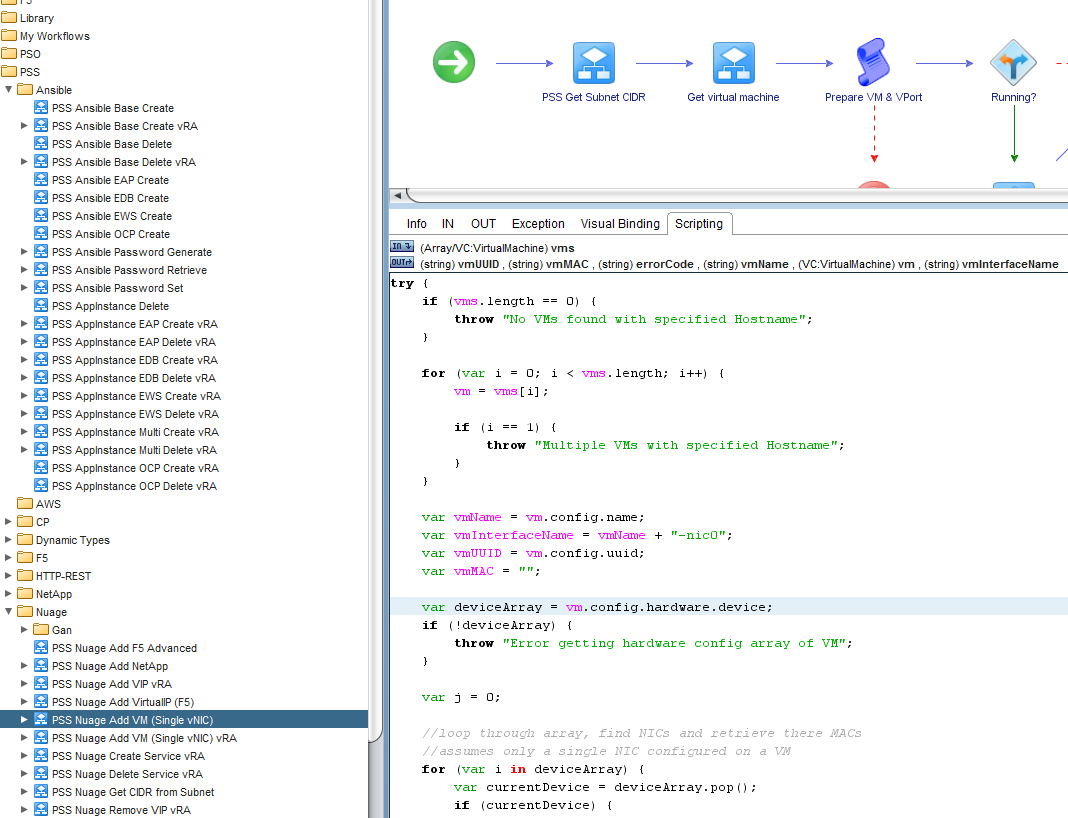 F5
Library
My Workflows
PSO
PSS
Ansible
PSS Ansible Base Create
PSS Ansible Base Create vRA
PSS Ansible Base Delete
PSS Ansible Base Delete vRA
PSS Ansible EAP Create
PSS Ansible EDB Create
PSS Ansible EWS Create
PSS Ansible OCP Create
PSS Ansible Password Generate
PSS Ansible Password Retrieve
PSS Ansible Password Set
PSS AppInstance Delete
PSS AppInstance EAP Create vRA
PSS AppInstance EAP Delete vRA
PSS AppInstance EDB Create vRA
PSS AppInstance EDB Delete vRA
PSS AppInstance EWS Create vRA
PSS AppInstance EWS Delete vRA
PSS AppInstance Multi Create vRA
PSS AppInstance Multi Delete vRA
PSS AppInstance OCP Create vRA
PSS AppInstance OCP Delete vRA
AWS
CP
Dynamic Types
F5
HTTP-REST
NetApp
Nuage
Gan
PSS Nuage Add F5 Advanced
PSS Nuage Add NetApp
PSS Nuage Add VIP vRA
PSS Nuage Add VirtualIP (F5)
PSS Nuage Add VM (Single vNIC)
PSS Nuage Add VM (Single vNIC) vRA
PSS Nuage Create Service vRA
PSS Nuage Delete Service vRA
PSS Nuage Get CIDR from Subnet
PSS Nuage Remove VIP vRA
PSS Get Subnet CIDR
Get virtual machine
Prepare VM & VPort
Running?
Info IN OUT Exception Visual Binding Scripting
IN (Array/VC:VirtualMachine) vms
OUT (string) vmUUID , (string) vmMAC , (string) errorCode , (string) vmName , (VC:VirtualMachine) vm , (string) vmInterfaceName
try {
if (vms.length == 0) {
throw "No VMs found with specified Hostname";
}
for (var i = 0; i < vms.length; i++) {
vm = vms[i];
if (i == 1) {
throw "Multiple VMs with specified Hostname";
}
}
var vmName = vm.config.name;
var vmInterfaceName = vmName + "-nic0";
var vmUUID = vm.config.uuid;
var vmMAC = "";
var deviceArray = vm.config.hardware.device;
if (!deviceArray) {
throw "Error getting hardware config array of VM";
}
var j = 0;
//loop through array, find NICs and retrieve there MACs
//assumes only a single NIC configured on a VM
for (var i in deviceArray) {
var currentDevice = deviceArray.pop();
if (currentDevice) {